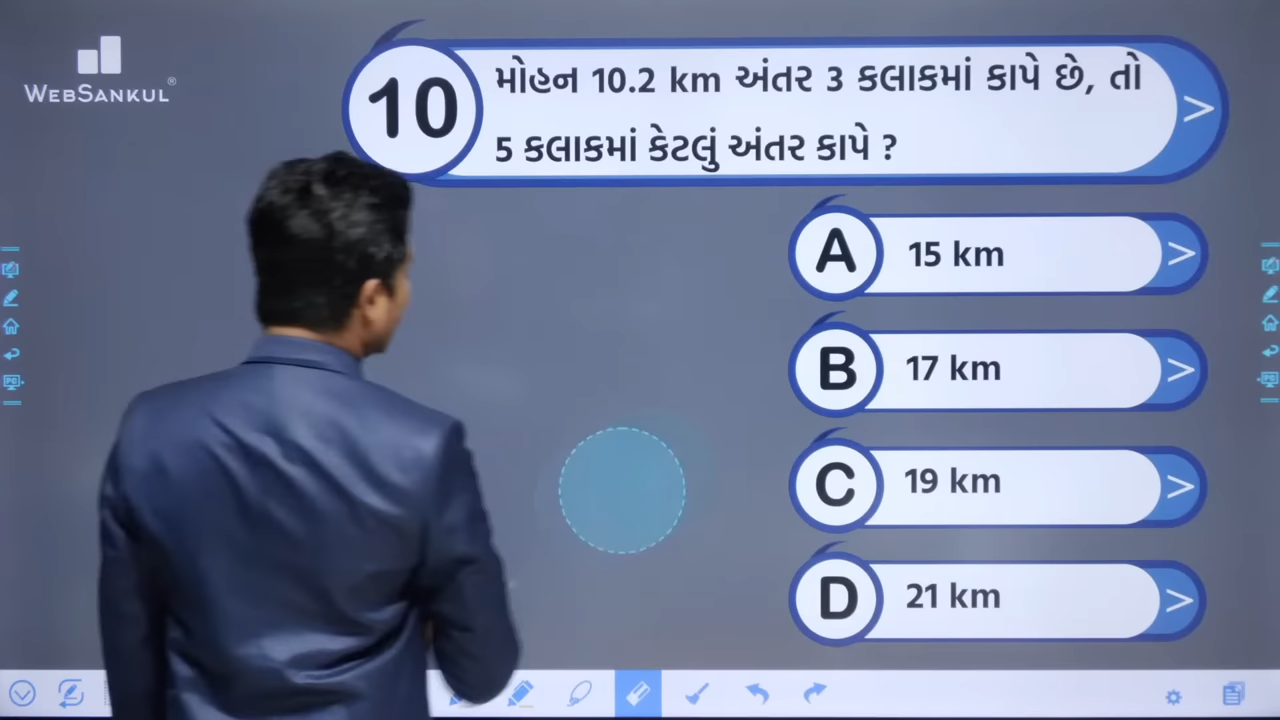 WEBSANKUL®
10
મોહન 10.2 km અંતર 3 કલાકમાં કાપે છે, તો
5 કલાકમાં કેટલું અંતર કાપે ?
A 15 km
B 17 km
C 19 km
D 21 km